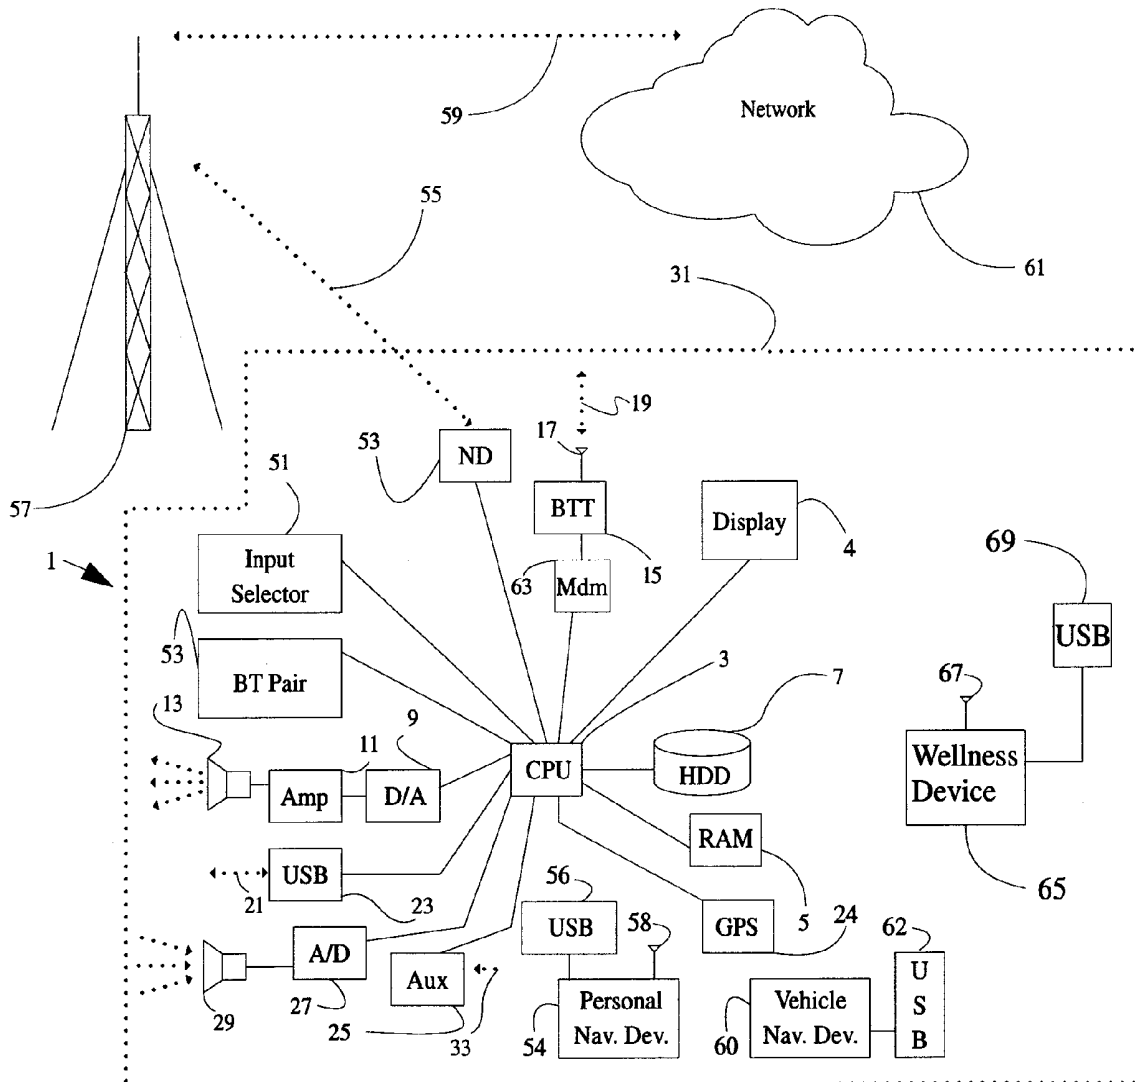 Network
59
55
61
31
19
17
53
ND
51
57
BTT
Display
15
4
69
1
Input
Selector
63
Mdm
USB
53
BT Pair
3
7
67
13
9
11
CPU
HDD
Wellness
Device
Amp
D/A
RAM
65
USB
21
23
56
5
24
62
USB
58
GPS
A/D
Aux
29
27
25
33
54
Personal
Nav. Dev.
60
Vehicle
Nav. Dev.
U
S
B